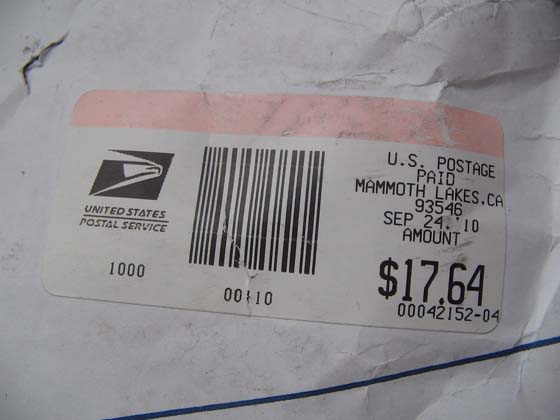 UNITED STATES
POSTAL SERVICE
1000
00110
U.S. POSTAGE
PAID
MAMMOTH LAKES,CA
93546
SEP 24,'10
AMOUNT
$17.64
00042152-04